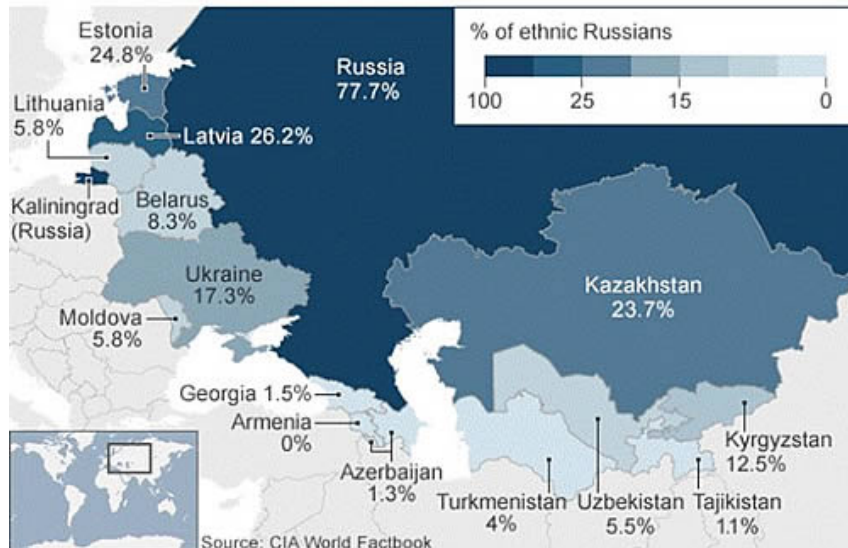 Estonia
24.8%
% of ethnic Russians
100 25 15 0
Russia
77.7%
Lithuania
5.8%
Latvia 26.2%
Kaliningrad
(Russia)
Belarus
8.3%
Ukraine
17.3%
Kazakhstan
23.7%
Moldova
5.8%
Georgia 1.5%
Armenia
0%
Azerbaijan
1.3%
Kyrgyzstan
12.5%
Turkmenistan
4%
Uzbekistan
5.5%
Tajikistan
1.1%
Source: CIA World Factbook